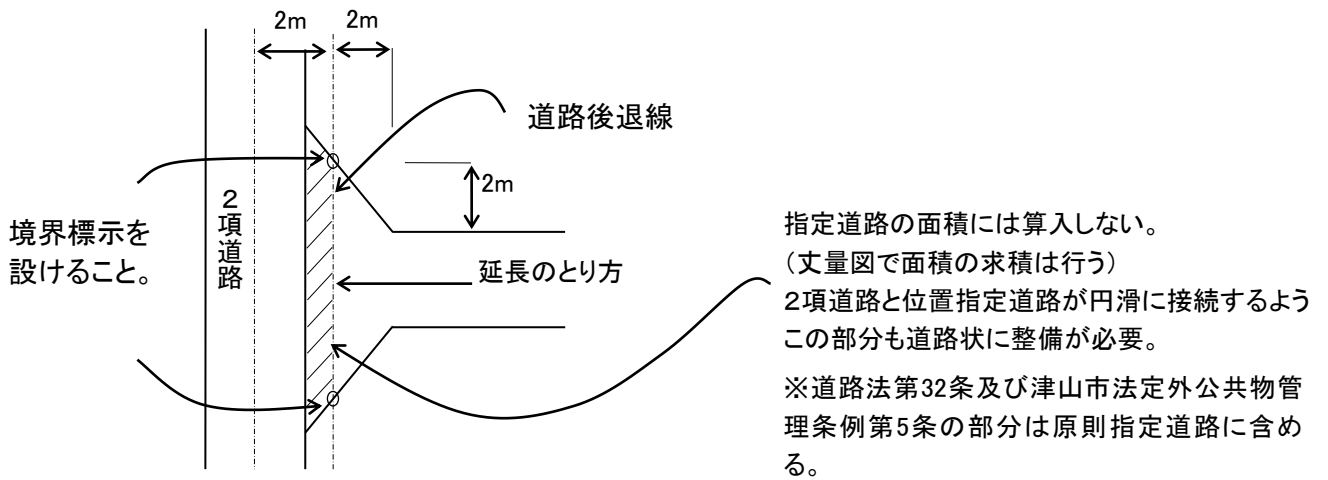 2m
2m
道路後退線
2m
境界標示を
設けること。
２項道路
延長のとり方
指定道路の面積には算入しない。
（丈量図で面積の求積は行う）
２項道路と位置指定道路が円滑に接続するよう
この部分も道路状に整備が必要。
※道路法第32条及び津山市法定外公共物管
理条例第5条の部分は原則指定道路に含め
る。